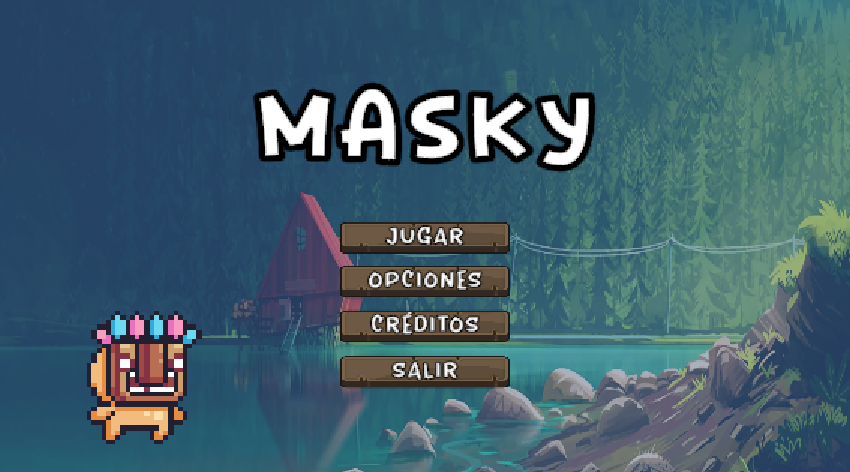 MASKY
JUGAR
OPCIONES
CRÉDITOS
SALIR